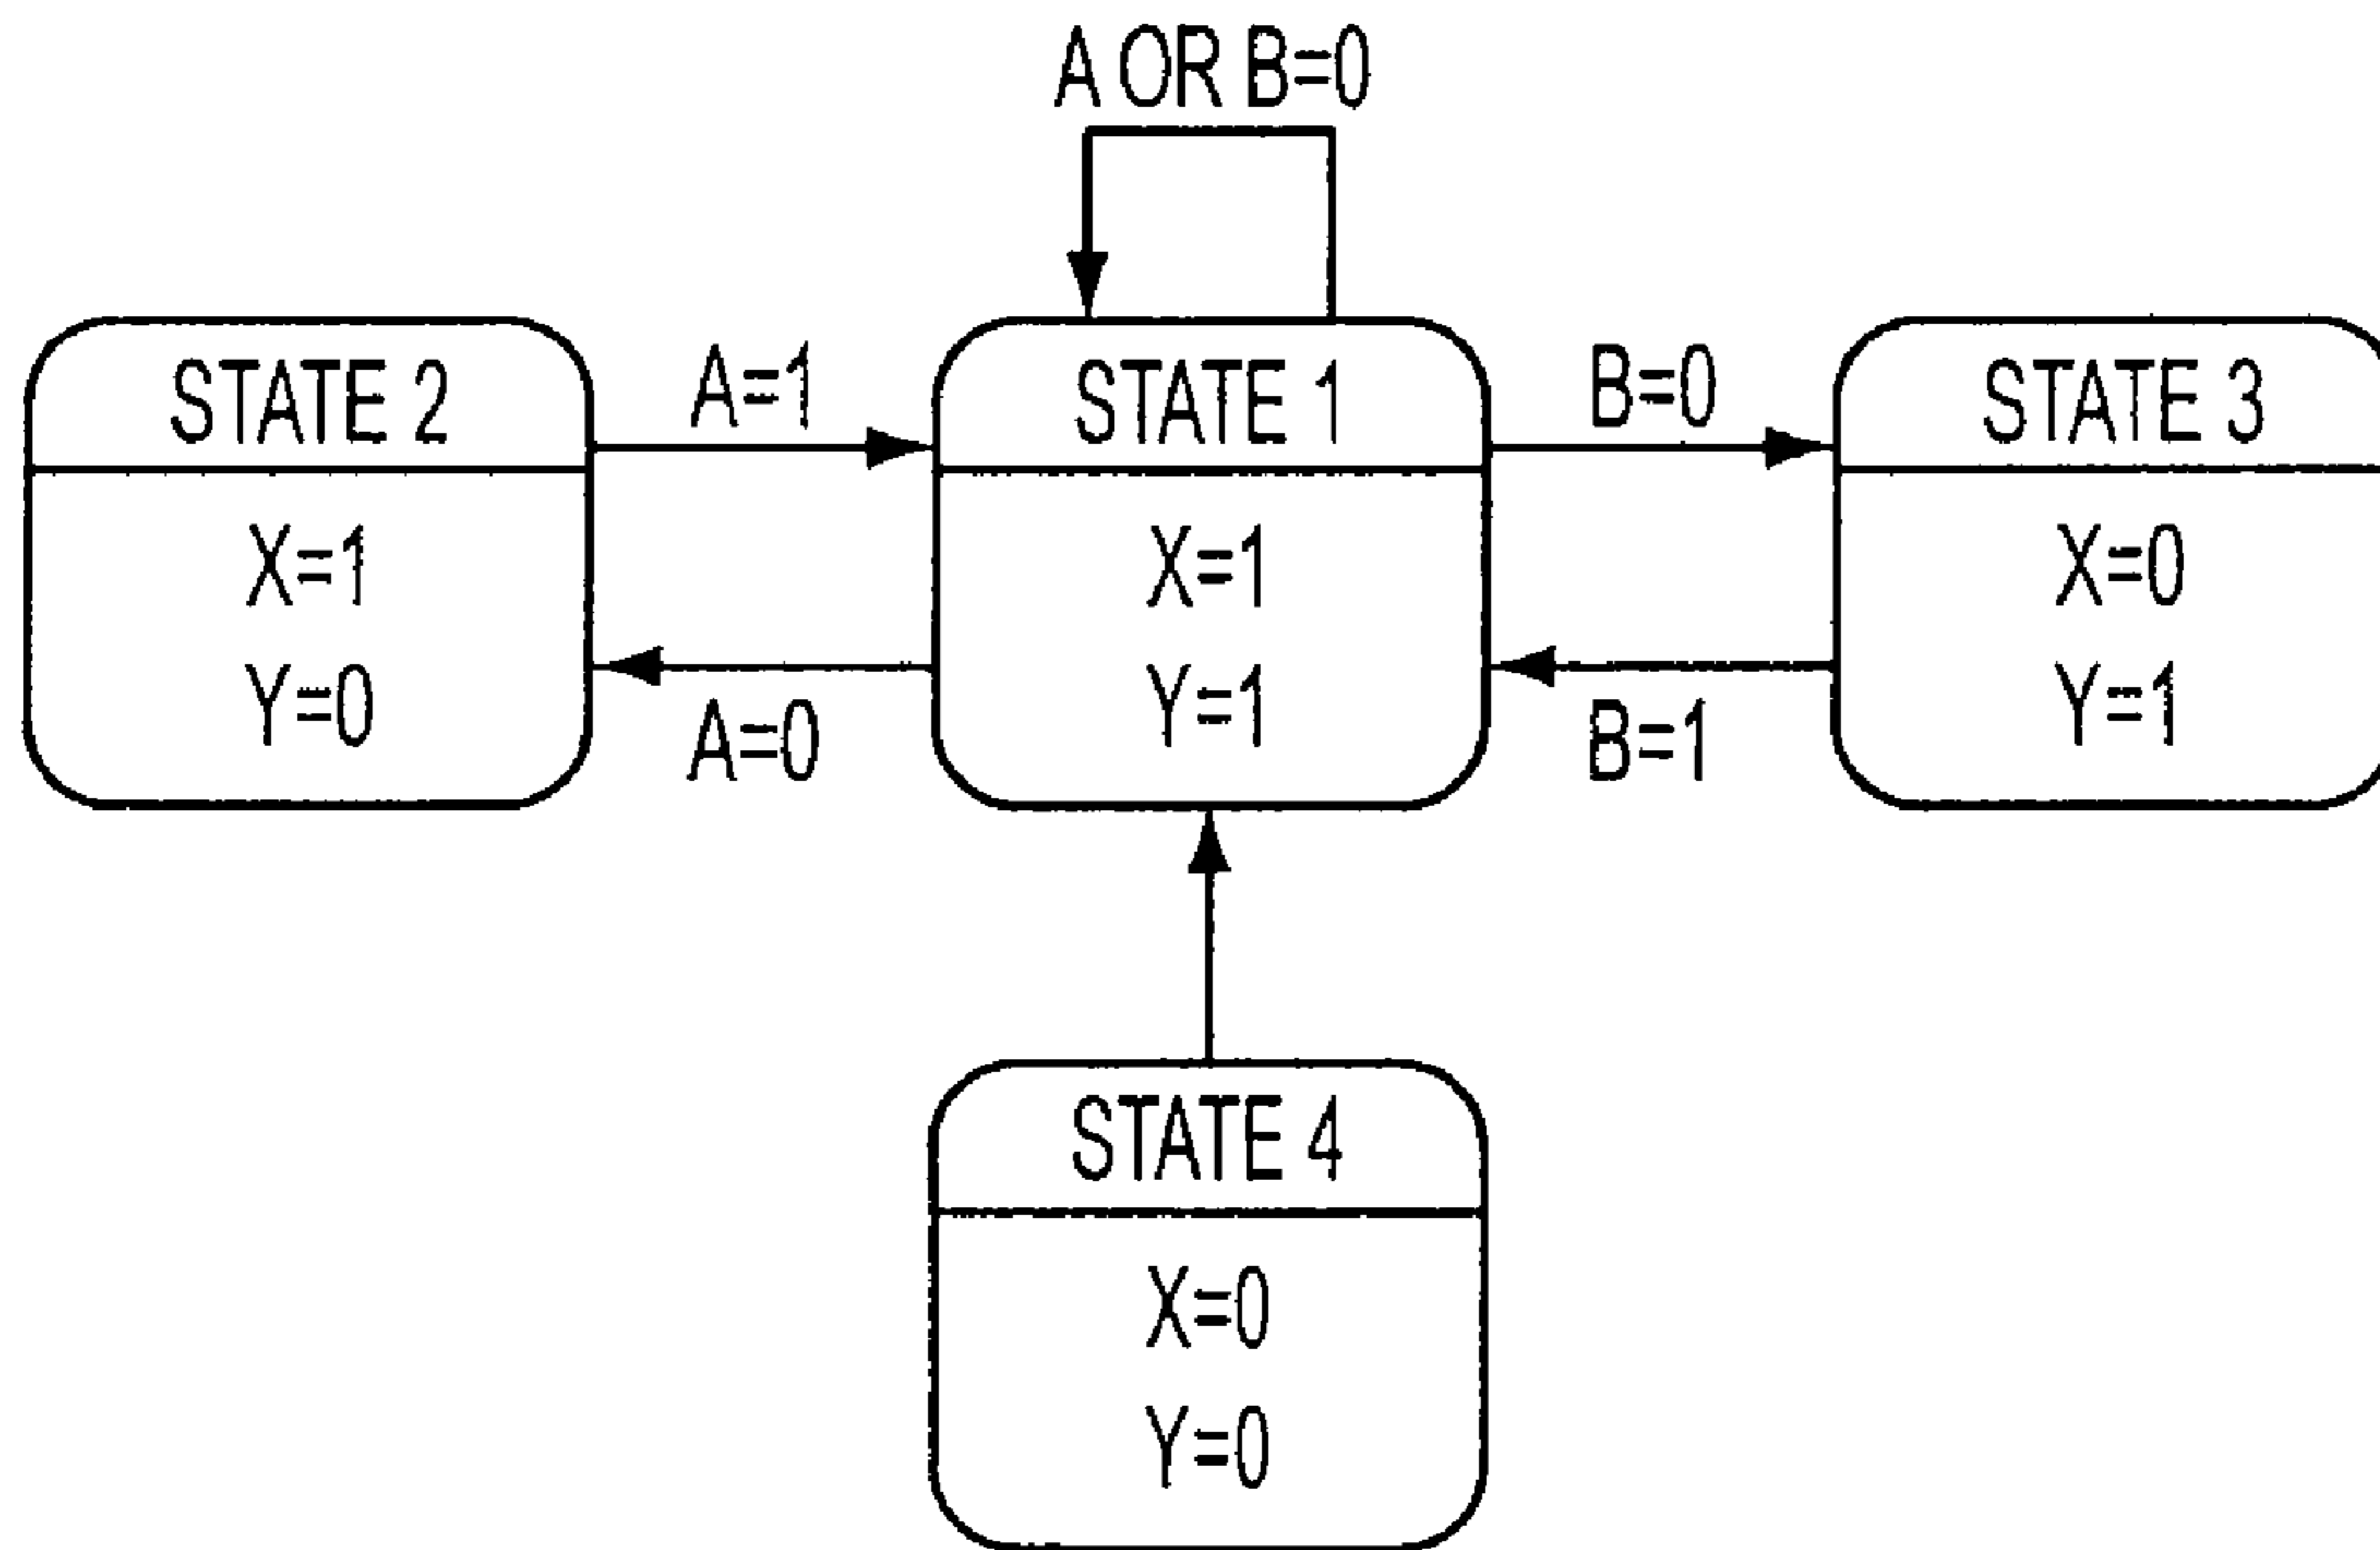 A OR B=0
STATE 2
X=1
Y=0
A=1
A=0
STATE 1
X=1
Y=1
B=0
B=1
STATE 3
X=0
Y=1
STATE 4
X=0
Y=0